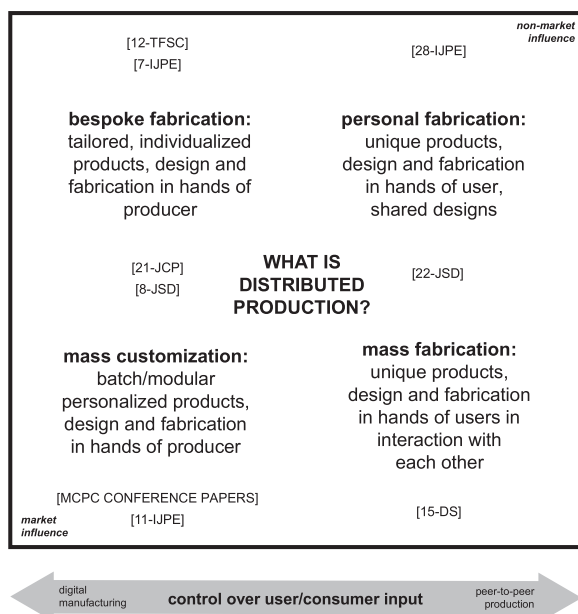 non-market
influence
[12-TFSC]
[7-IJPE]
[28-IJPE]
bespoke fabrication:
tailored, individualized
products, design and
fabrication in hands of
producer
personal fabrication:
unique products,
design and fabrication
in hands of user,
shared designs
[21-JCP]
[8-JSD]
WHAT IS
DISTRIBUTED
PRODUCTION?
[22-JSD]
mass customization:
batch/modular
personalized products,
design and fabrication
in hands of producer
mass fabrication:
unique products,
design and fabrication
in hands of users in
interaction with
each other
[MCPC CONFERENCE PAPERS]
[11-IJPE]
[15-DS]
market
influence
digital
manufacturing
control over user/consumer input
peer-to-peer
production